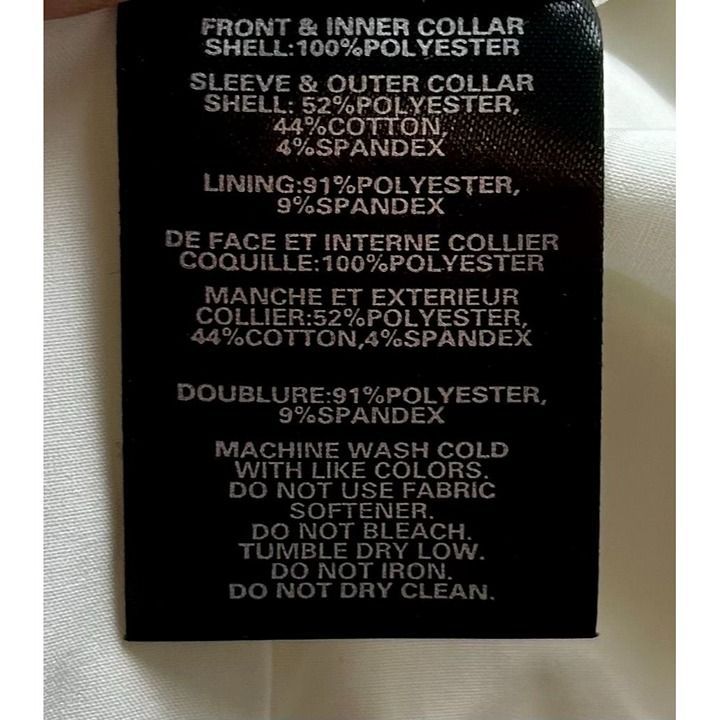 FRONT & INNER COLLAR
SHELL:100%POLYESTER
SLEEVE & OUTER COLLAR
SHELL: 52%POLYESTER,
44%COTTON,
4%SPANDEX
LINING:91%POLYESTER,
9%SPANDEX
DE FACE ET INTERNE COLLIER
COQUILLE:100%POLYESTER
MANCHE ET EXTERIEUR
COLLIER:52%POLYESTER,
44%COTTON,4%SPANDEX
DOUBLURE:91%POLYESTER,
9%SPANDEX
MACHINE WASH COLD
WITH LIKE COLORS.
DO NOT USE FABRIC
SOFTENER.
DO NOT BLEACH.
TUMBLE DRY LOW.
DO NOT IRON.
DO NOT DRY CLEAN.